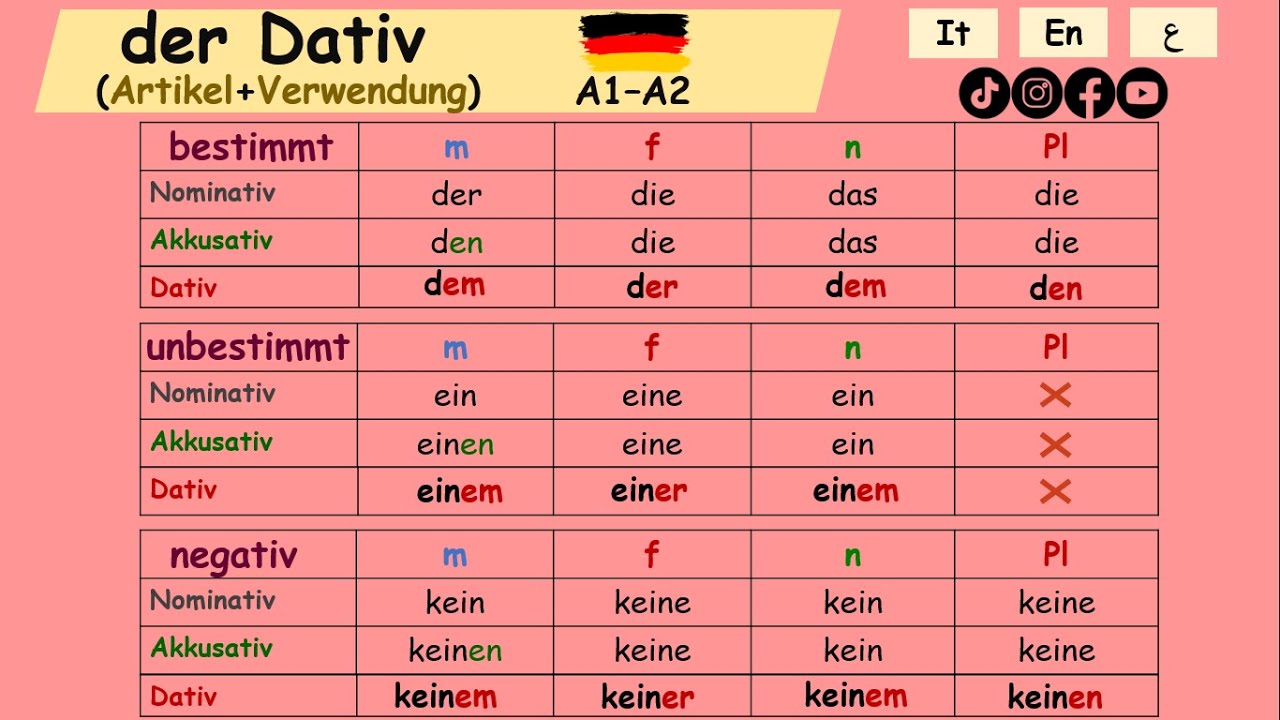 der Dativ
(Artikel+Verwendung) A1-A2
It En ع
bestimmt m f n Pl
Nominativ der die das die
Akkusativ den die das die
Dativ dem der dem den
unbestimmt m f n Pl
Nominativ ein eine ein ✕
Akkusativ einen eine ein ✕
Dativ einem einer einem ✕
negativ m f n Pl
Nominativ kein keine kein keine
Akkusativ keinen keine kein keine
Dativ keinem keiner keinem keinen